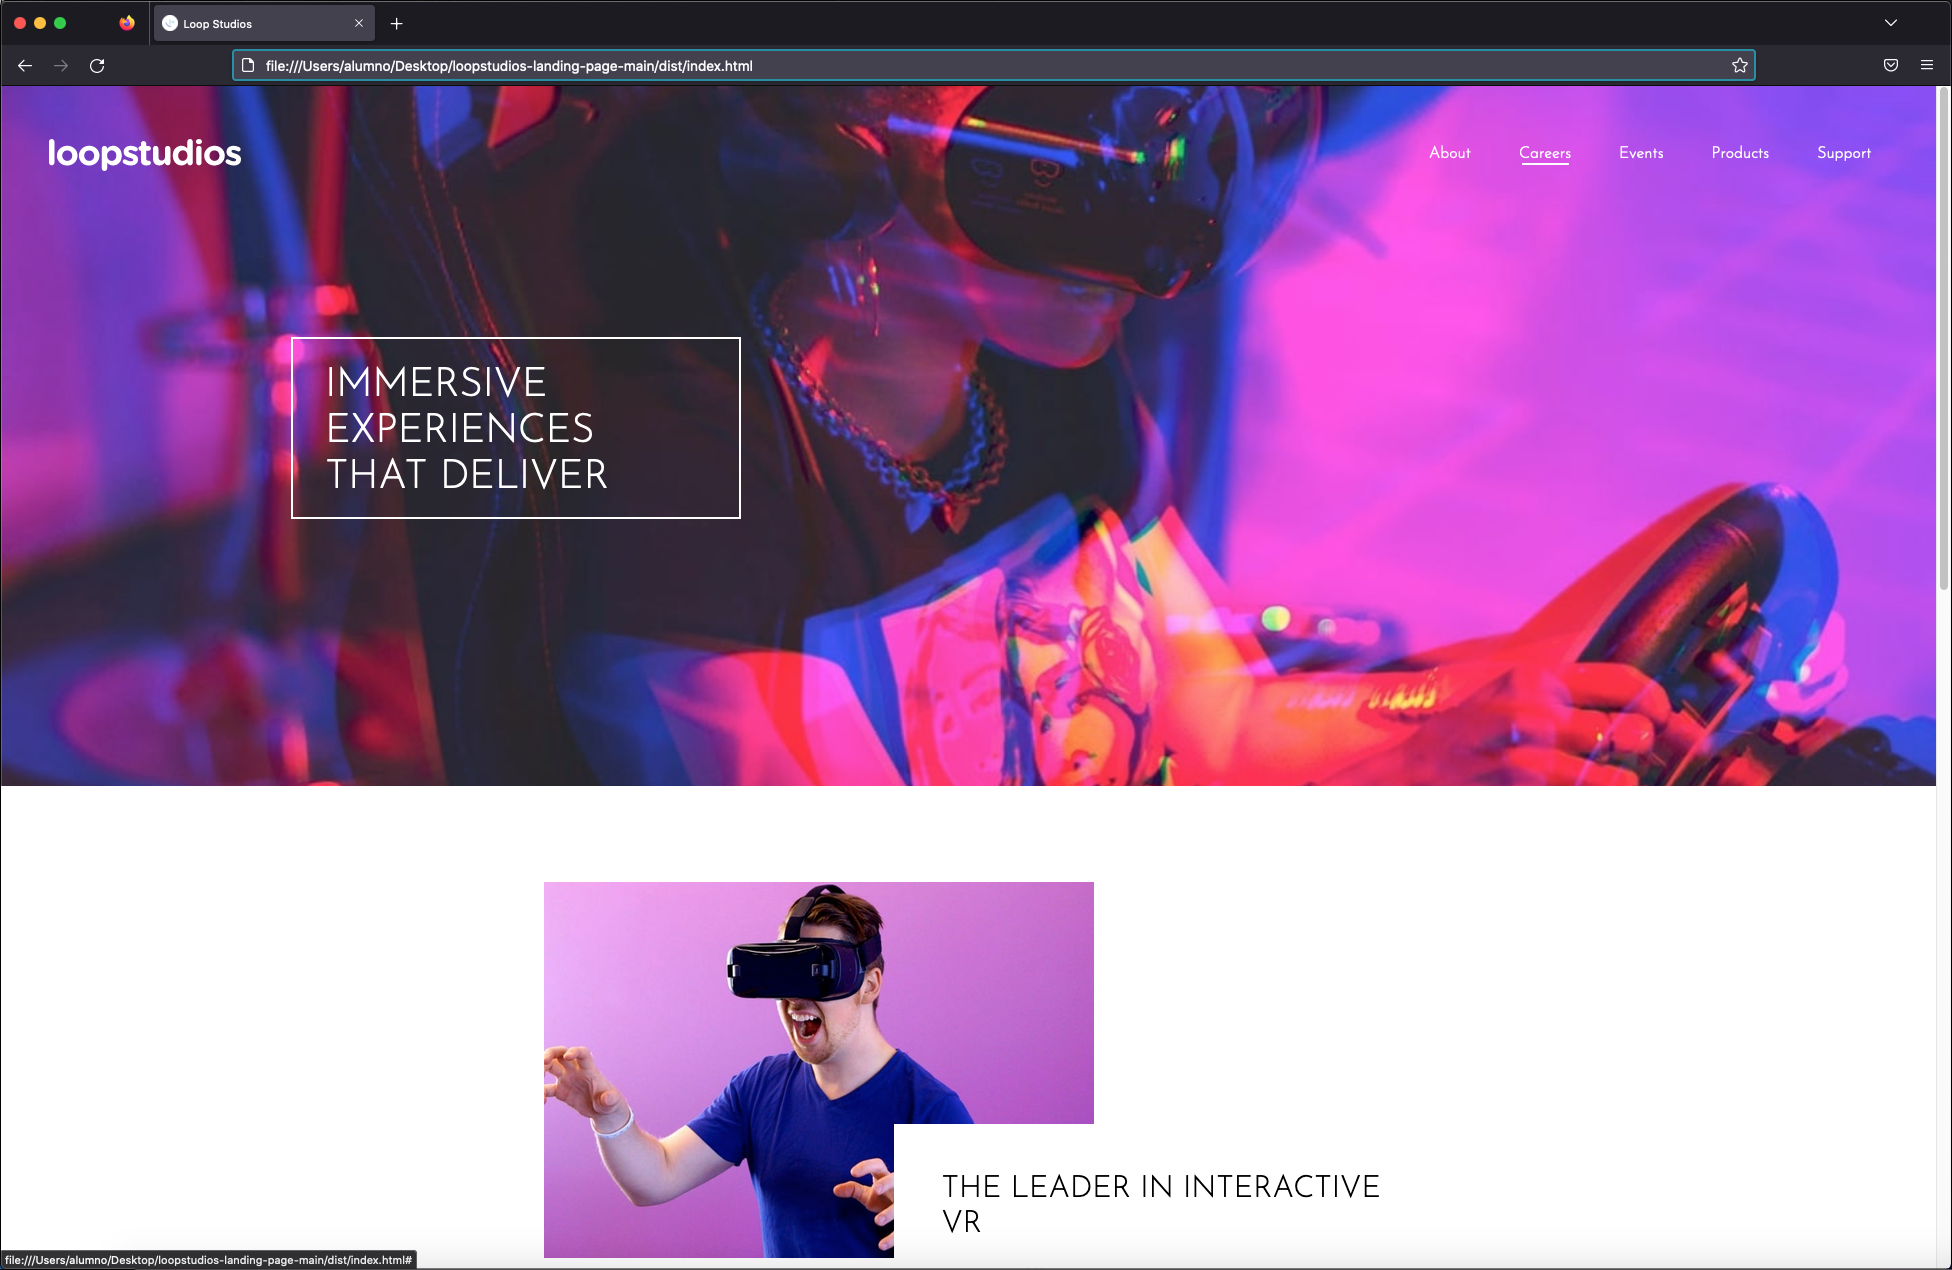 Loop Studios
file:///Users/alumno/Desktop/loopstudios-landing-page-main/dist/index.html
loopstudios
About Careers Events Products Support
IMMERSIVE
EXPERIENCES
THAT DELIVER
THE LEADER IN INTERACTIVE
VR
file:///Users/alumno/Desktop/loopstudios-landing-page-main/dist/index.html#